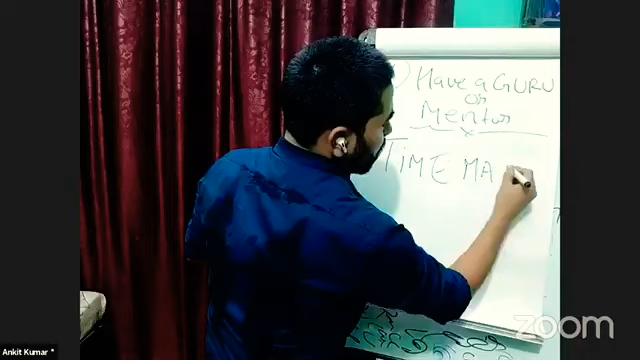 Have a GURU
or
Mentor
TIME MA
zoom
Ankit Kumar *